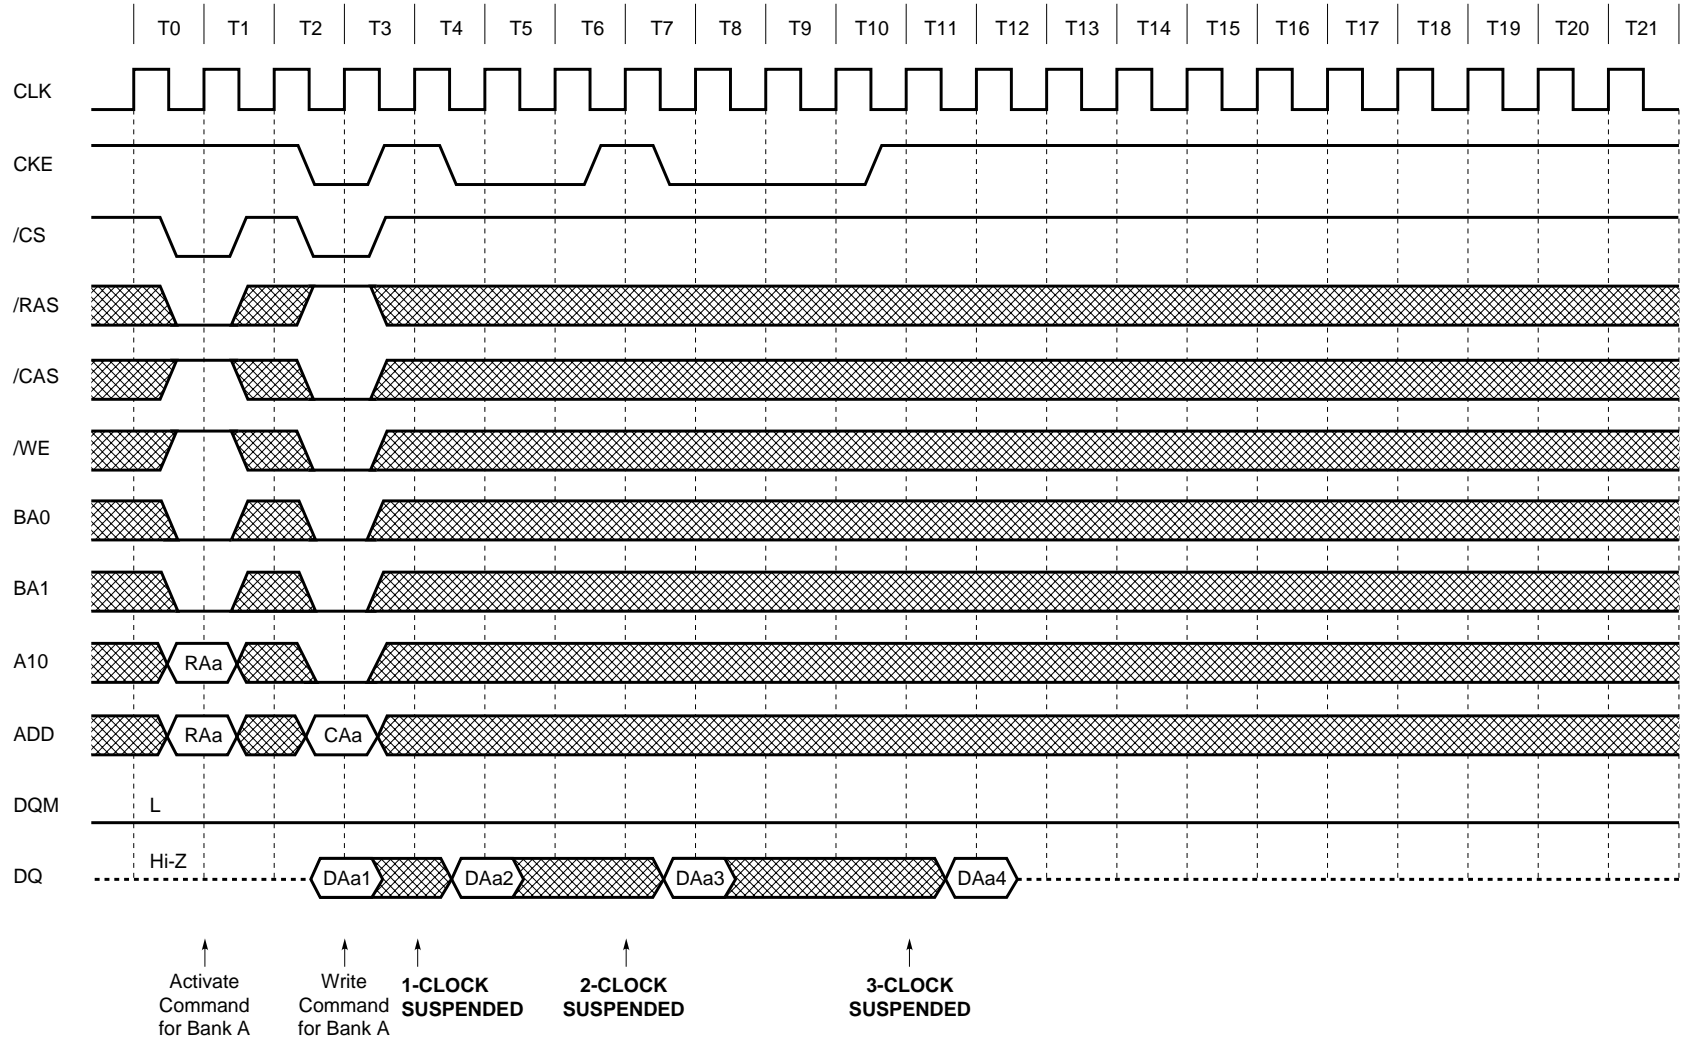 T0 T1 T2 T3 T4 T5 T6 T7 T8 T9 T10 T11 T12 T13 T14 T15 T16 T17 T18 T19 T20 T21
CLK
CKE
/CS
/RAS
/CAS
/WE
BA0
BA1
A10 RAa
ADD RAa CAa
DQM L
Hi-Z
DQ DAa1 DAa2 DAa3 DAa4
Activate
Command
for Bank A
Write
Command
for Bank A
1-CLOCK
SUSPENDED
2-CLOCK
SUSPENDED
3-CLOCK
SUSPENDED